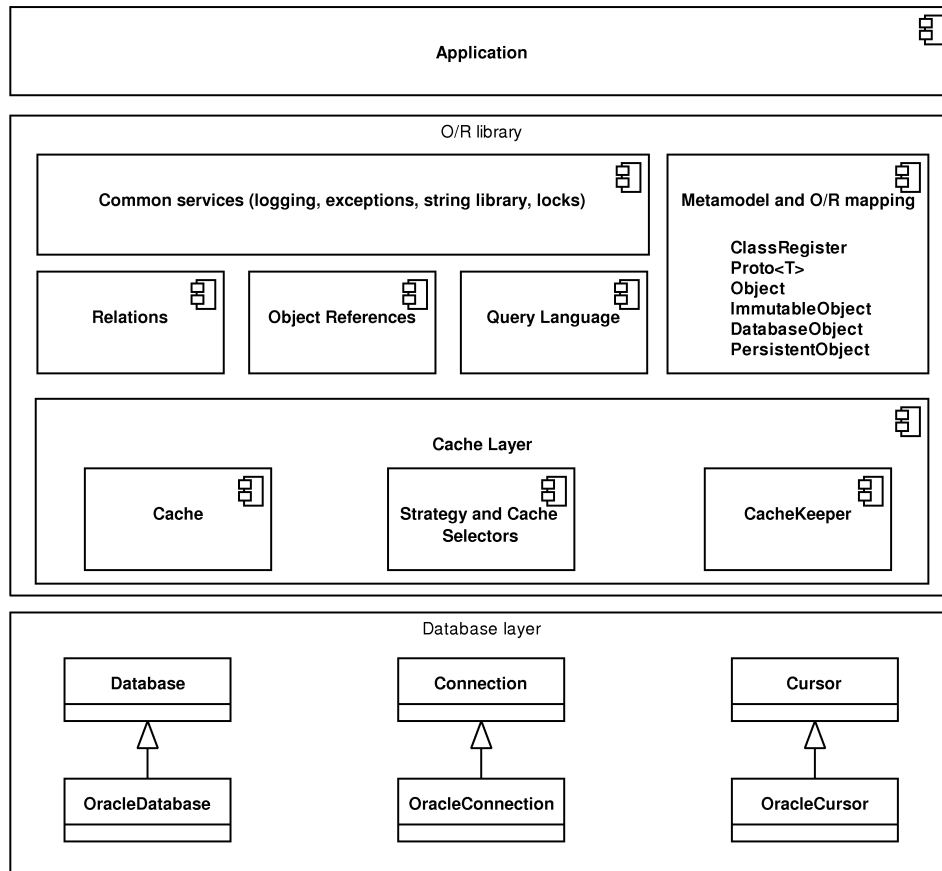 Application
O/R library
Common services (logging, exceptions, string library, locks)
Metamodel and O/R mapping
ClassRegister
Proto<T>
Object
ImmutableObject
DatabaseObject
PersistentObject
Relations
Object References
Query Language
Cache Layer
Cache
Strategy and Cache
Selectors
CacheKeeper
Database layer
Database
Connection
Cursor
OracleDatabase
OracleConnection
OracleCursor